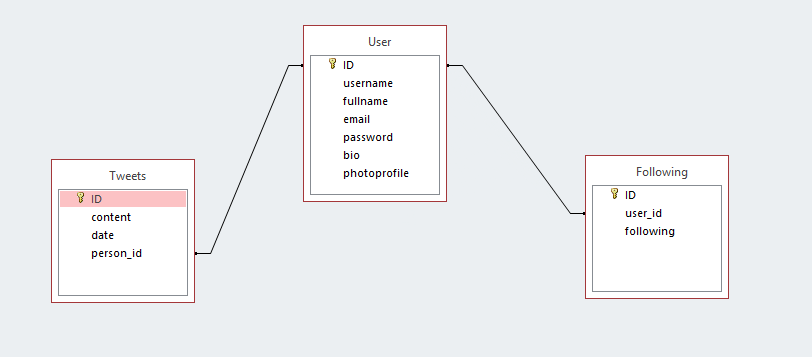 User
ID
username
fullname
email
password
bio
photoprofile
Tweets
ID
content
date
person_id
Following
ID
user_id
following